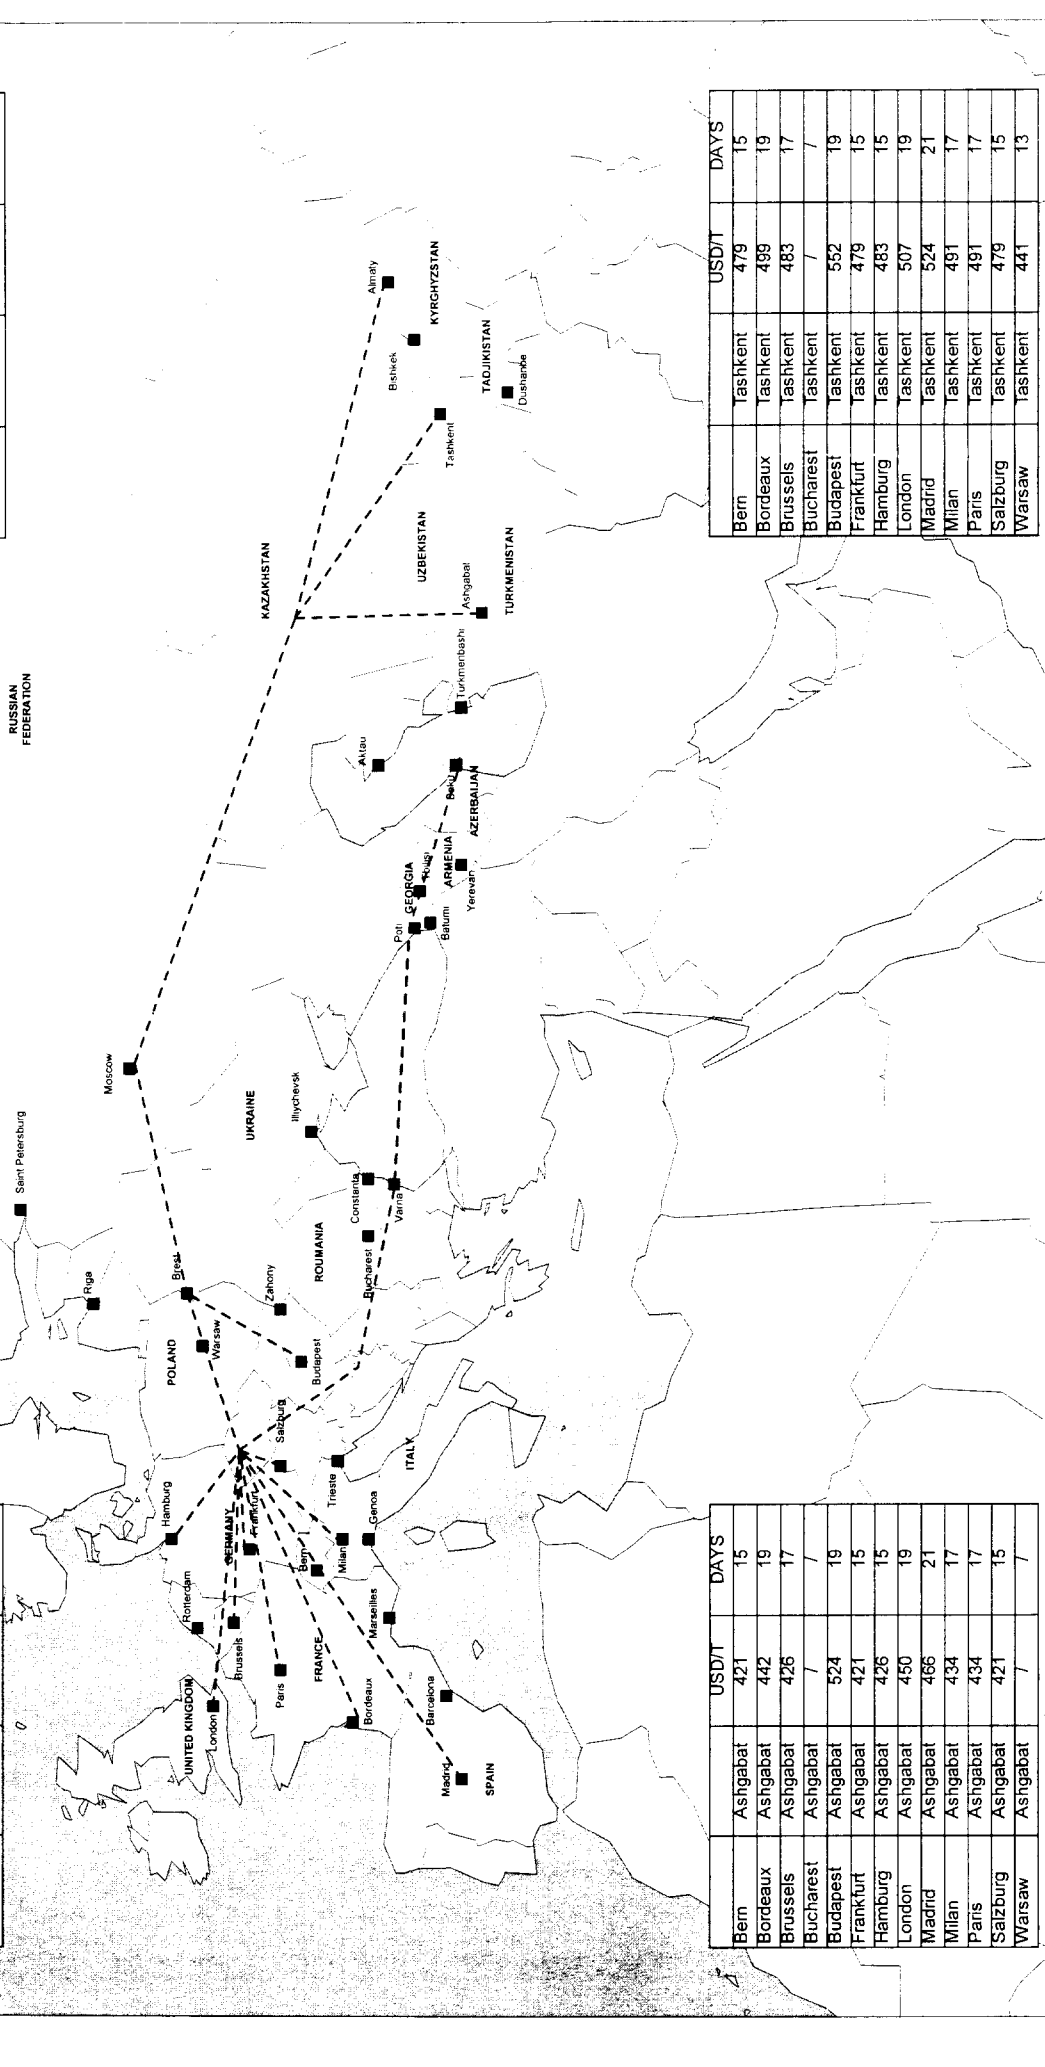 RUSSIAN
FEDERATION
Saint Petersburg
Riga
Moscow
Brest
Warsaw
POLAND
Zahony
Budapest
UKRAINE
Illiychevsk
ROUMANIA
Constanta
Bucharest
Varna
Hamburg
Rotterdam
GERMANY
Frankfurt
Salzburg
Brussels
UNITED KINGDOM
London
Paris
FRANCE
Bern
Milan
Trieste
Genoa
ITALY
Marseilles
Bordeaux
Barcelona
Madrid
SPAIN
KAZAKHSTAN
Almaty
Bishkek
KYRGHYZSTAN
Tashkent
TADJIKISTAN
Dushanbe
UZBEKISTAN
Ashgabat
TURKMENISTAN
Turkmenbashi
Aktau
Baku
AZERBAIJAN
ARMENIA
Yerevan
GEORGIA
Tbilisi
Poti
Batumi
USD/T DAYS
Bern Ashgabat 421 15
Bordeaux Ashgabat 442 19
Brussels Ashgabat 426 17
Bucharest Ashgabat / /
Budapest Ashgabat 524 19
Frankfurt Ashgabat 421 15
Hamburg Ashgabat 426 15
London Ashgabat 450 19
Madrid Ashgabat 466 21
Milan Ashgabat 434 17
Paris Ashgabat 434 17
Salzburg Ashgabat 421 15
Warsaw Ashgabat / /
USD/T DAYS
Bern Tashkent 479 15
Bordeaux Tashkent 499 19
Brussels Tashkent 483 17
Bucharest Tashkent / /
Budapest Tashkent 552 19
Frankfurt Tashkent 479 15
Hamburg Tashkent 483 15
London Tashkent 507 19
Madrid Tashkent 524 21
Milan Tashkent 491 17
Paris Tashkent 491 17
Salzburg Tashkent 479 15
Warsaw Tashkent 441 13